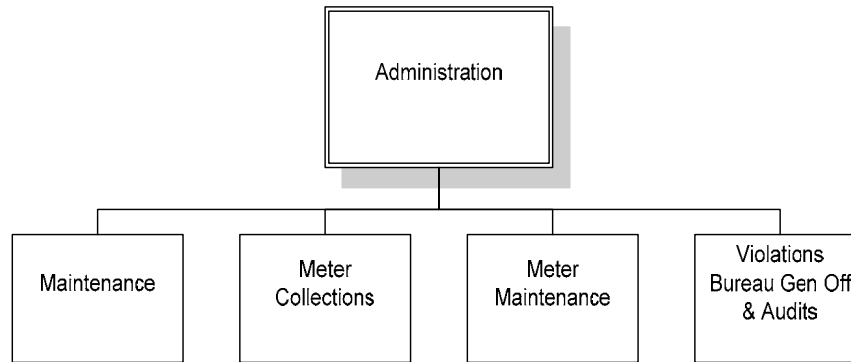 Administration
Maintenance
Meter
Collections
Meter
Maintenance
Violations
Bureau Gen Off
& Audits